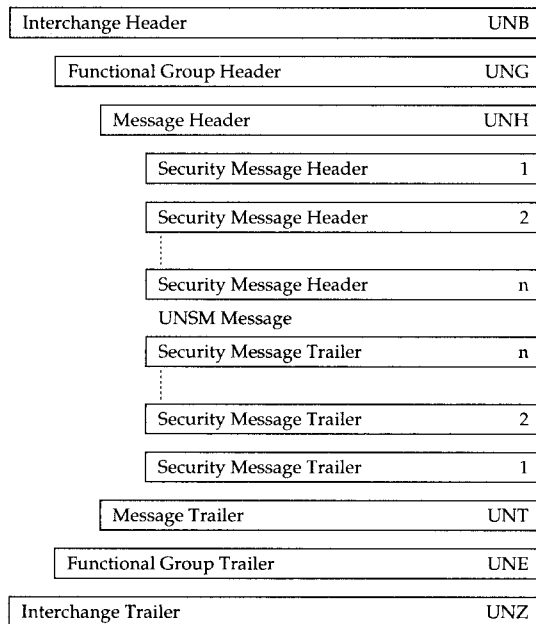 Interchange Header UNB
Functional Group Header UNG
Message Header UNH
Security Message Header 1
Security Message Header 2
Security Message Header n
UNSM Message
Security Message Trailer n
Security Message Trailer 2
Security Message Trailer 1
Message Trailer UNT
Functional Group Trailer UNE
Interchange Trailer UNZ